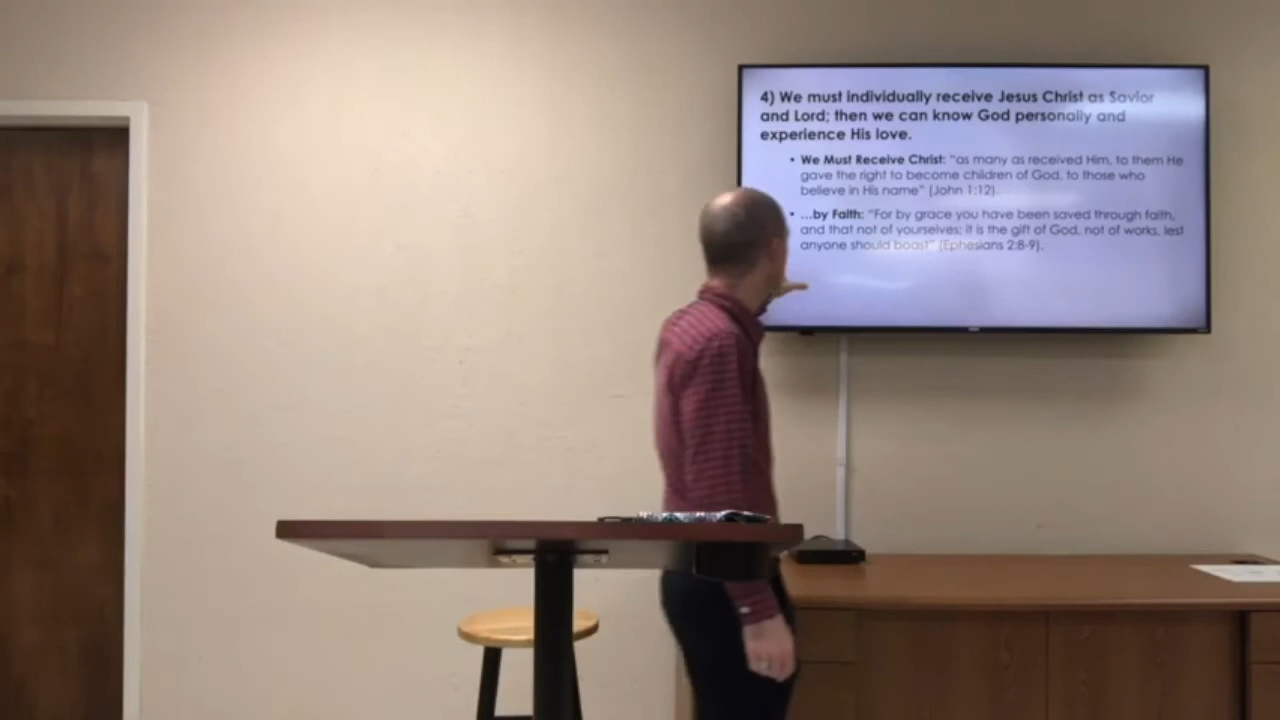 4) We must individually receive Jesus Christ as Savior
and Lord; then we can know God personally and
experience His love.
• We Must Receive Christ: “as many as received Him, to them He
gave the right to become children of God, to those who
believe in His name” (John 1:12).
• ...by Faith: “For by grace you have been saved through faith,
and that not of yourselves; it is the gift of God, not of works, lest
anyone should boast” (Ephesians 2:8-9).